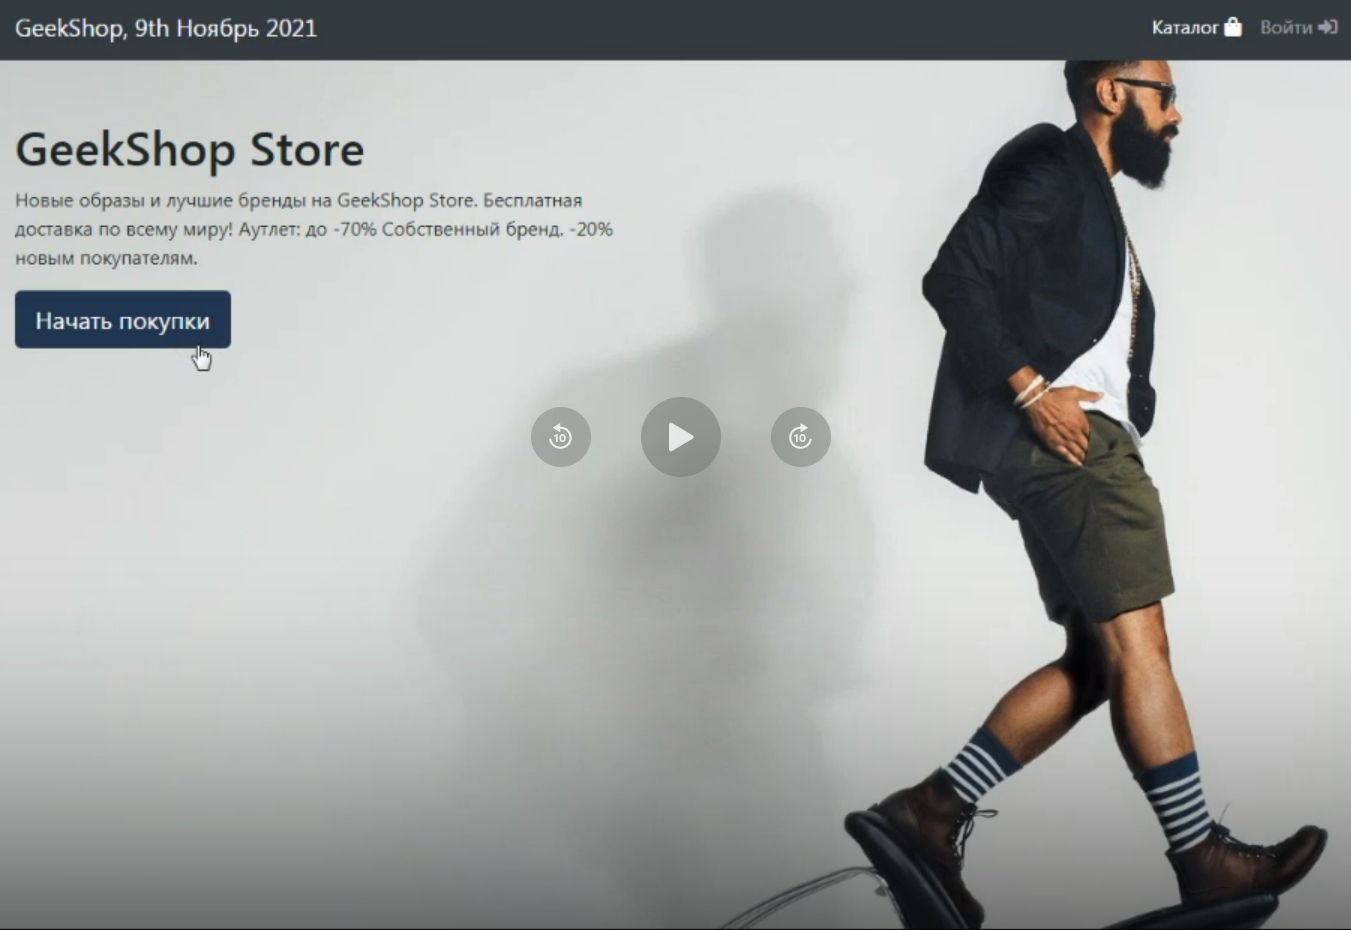 GeekShop, 9th Ноябрь 2021
Каталог
Войти
GeekShop Store
Новые образы и лучшие бренды на GeekShop Store. Бесплатная
доставка по всему миру! Аутлет: до -70% Собственный бренд. -20%
новым покупателям.
Начать покупки
10
10